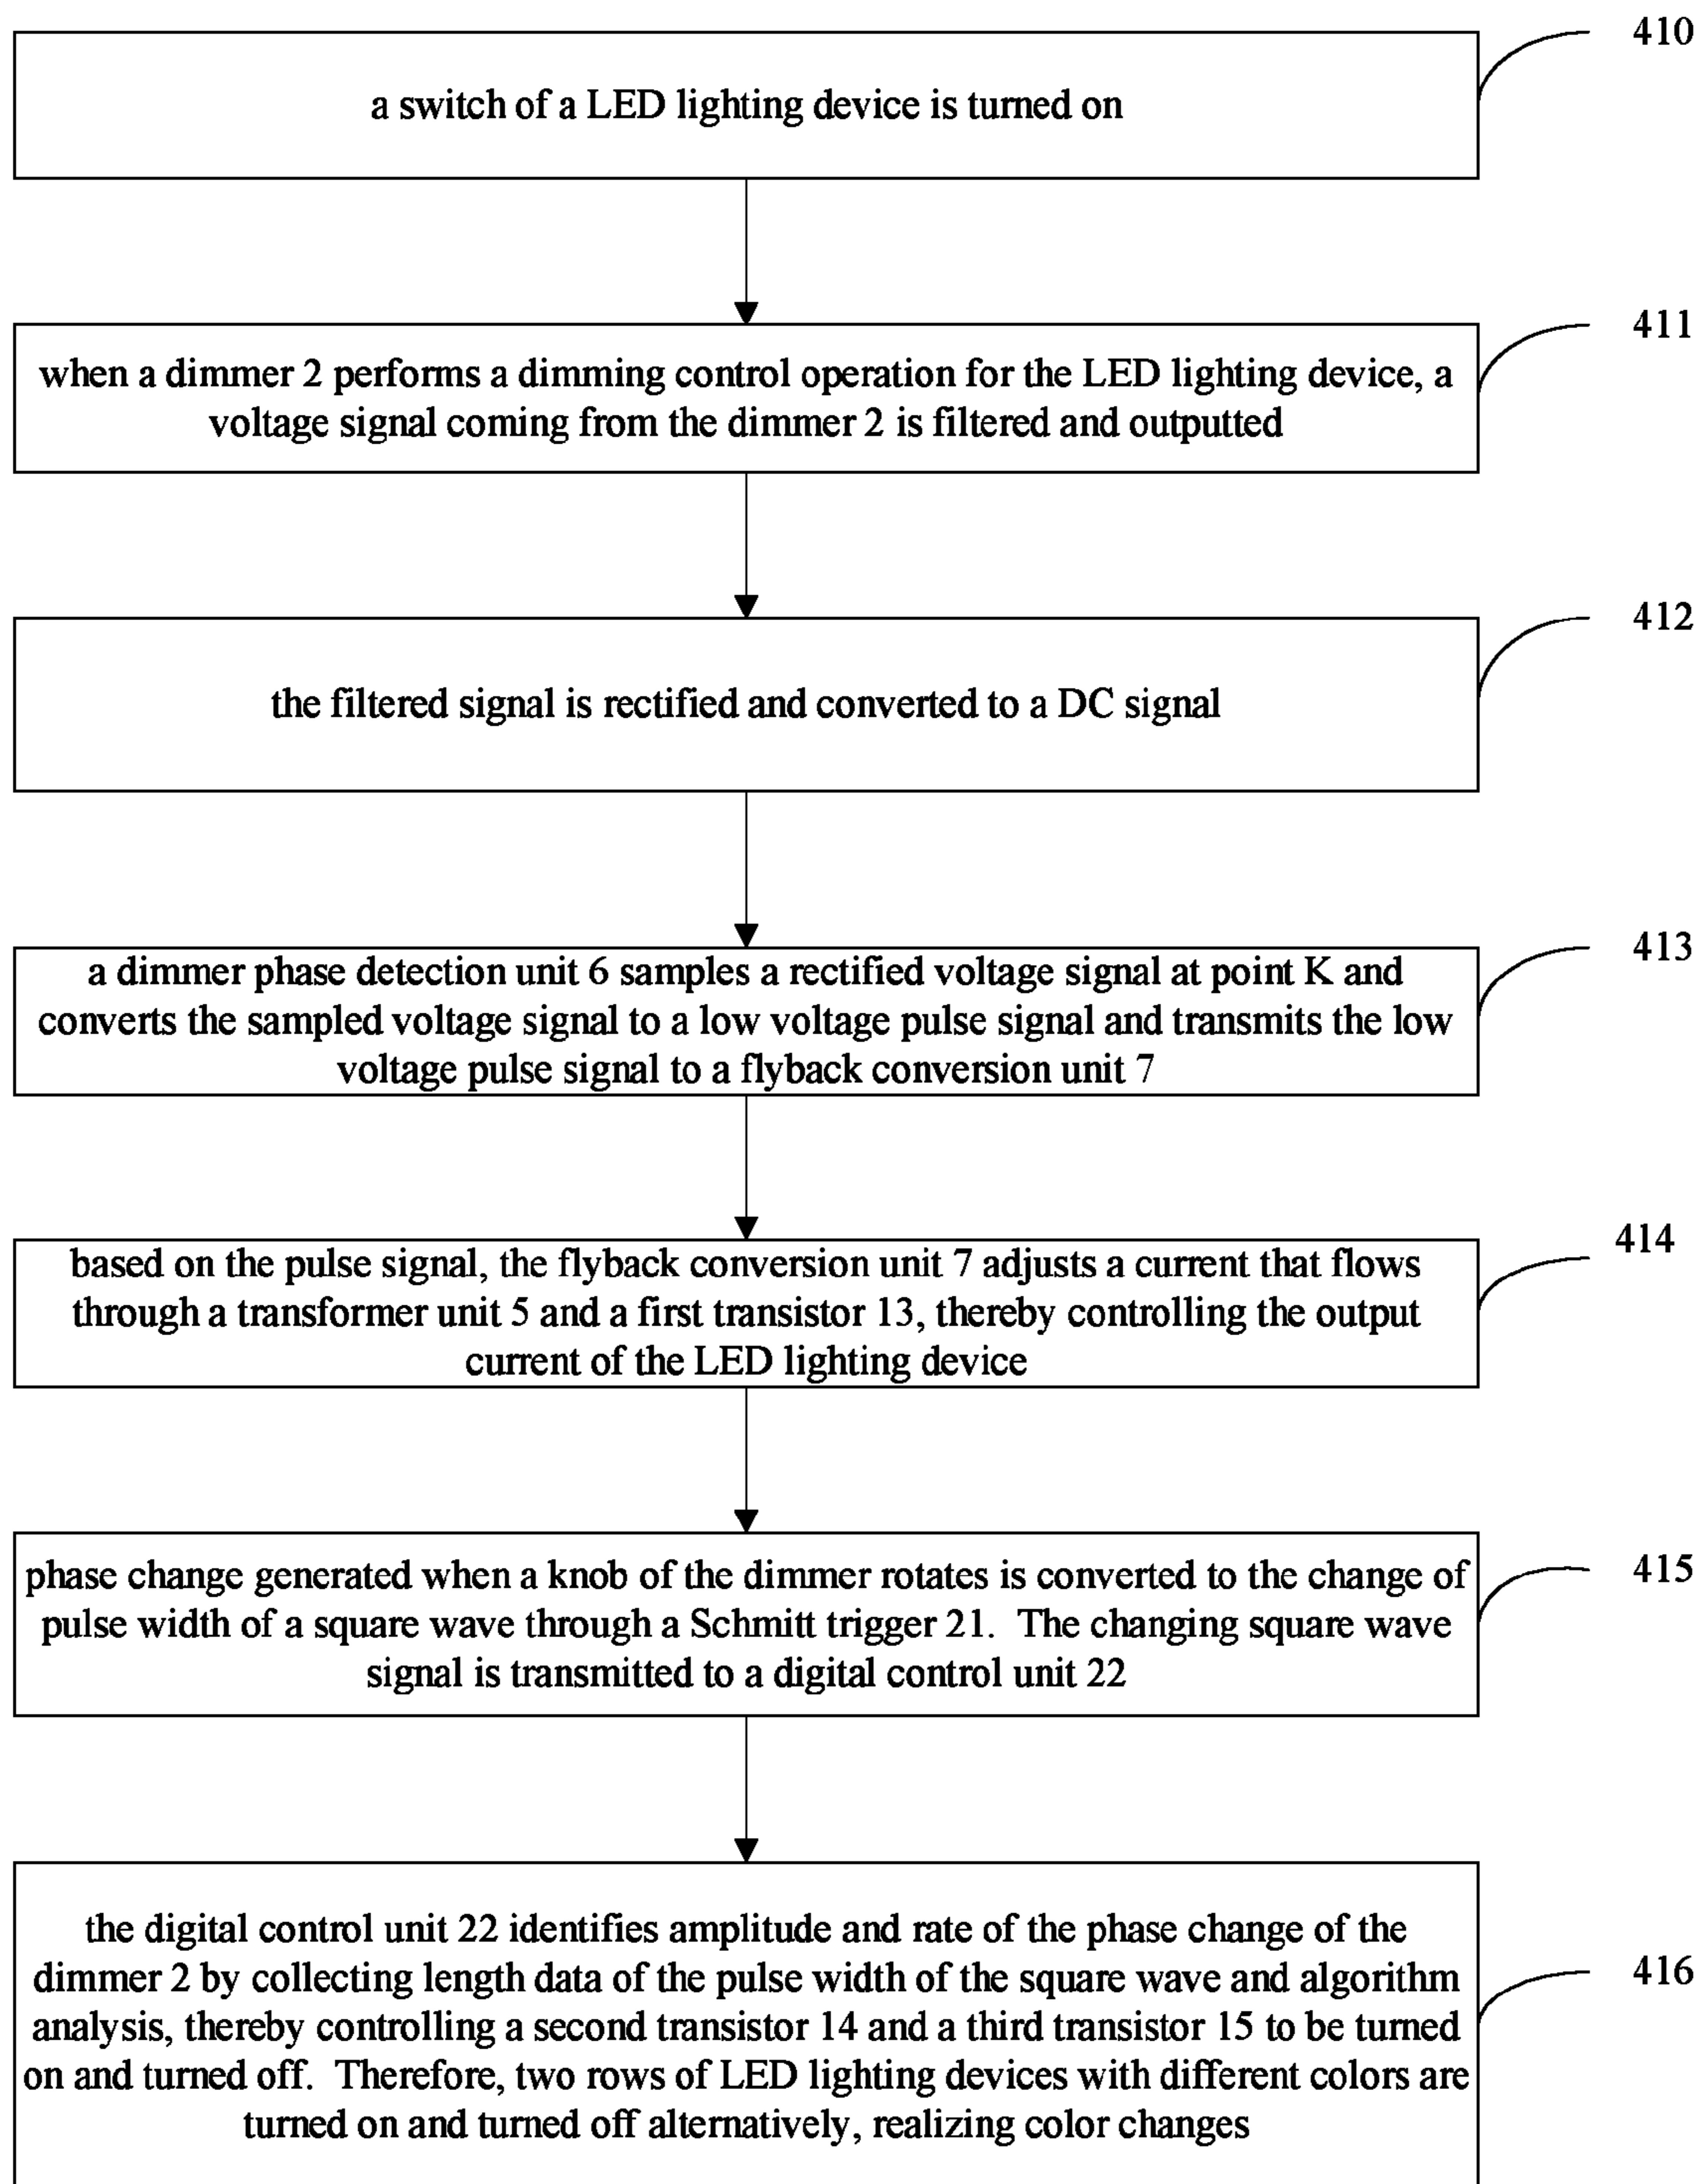 410
a switch of a LED lighting device is turned on
411
when a dimmer 2 performs a dimming control operation for the LED lighting device, a
voltage signal coming from the dimmer 2 is filtered and outputted
412
the filtered signal is rectified and converted to a DC signal
413
a dimmer phase detection unit 6 samples a rectified voltage signal at point K and
converts the sampled voltage signal to a low voltage pulse signal and transmits the low
voltage pulse signal to a flyback conversion unit 7
414
based on the pulse signal, the flyback conversion unit 7 adjusts a current that flows
through a transformer unit 5 and a first transistor 13, thereby controlling the output
current of the LED lighting device
415
phase change generated when a knob of the dimmer rotates is converted to the change of
pulse width of a square wave through a Schmitt trigger 21.  The changing square wave
signal is transmitted to a digital control unit 22
416
the digital control unit 22 identifies amplitude and rate of the phase change of the
dimmer 2 by collecting length data of the pulse width of the square wave and algorithm
analysis, thereby controlling a second transistor 14 and a third transistor 15 to be turned
on and turned off.  Therefore, two rows of LED lighting devices with different colors are
turned on and turned off alternatively, realizing color changes